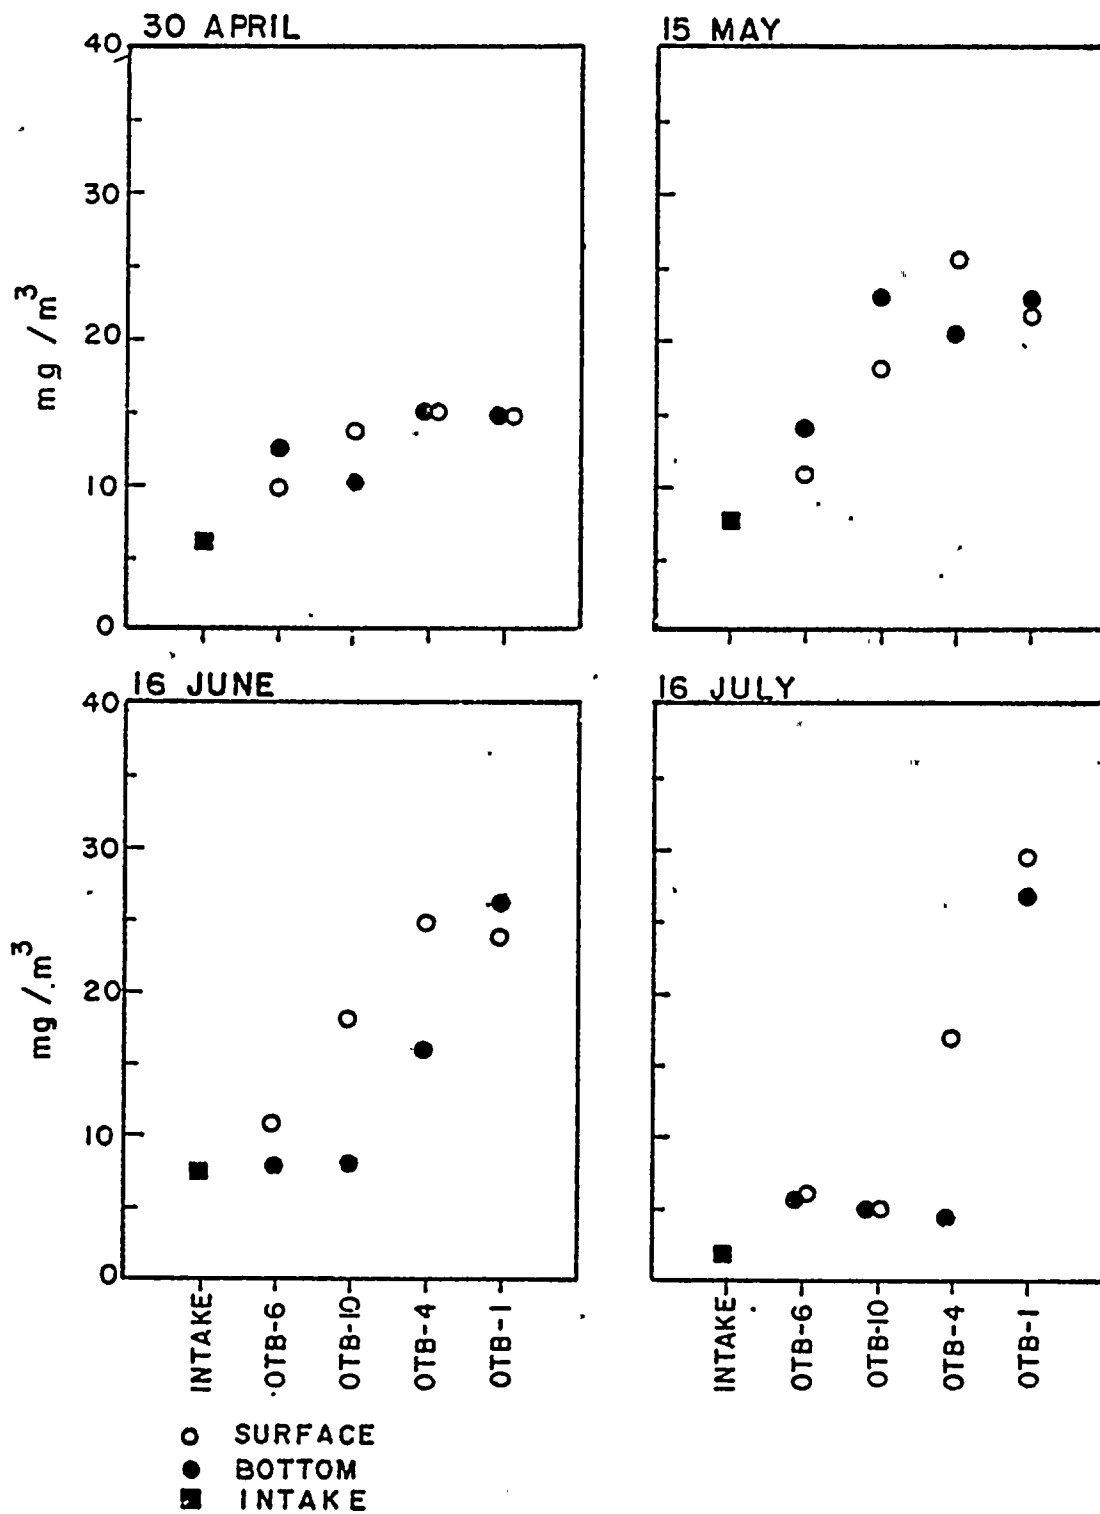 30 APRIL
15 MAY
40
30
20
10
0
mg /m³
16 JUNE
16 JULY
40
30
20
10
0
mg /m³
INTAKE
OTB-6
OTB-10
OTB-4
OTB-1
INTAKE
OTB-6
OTB-10
OTB-4
OTB-1
SURFACE
BOTTOM
INTAKE